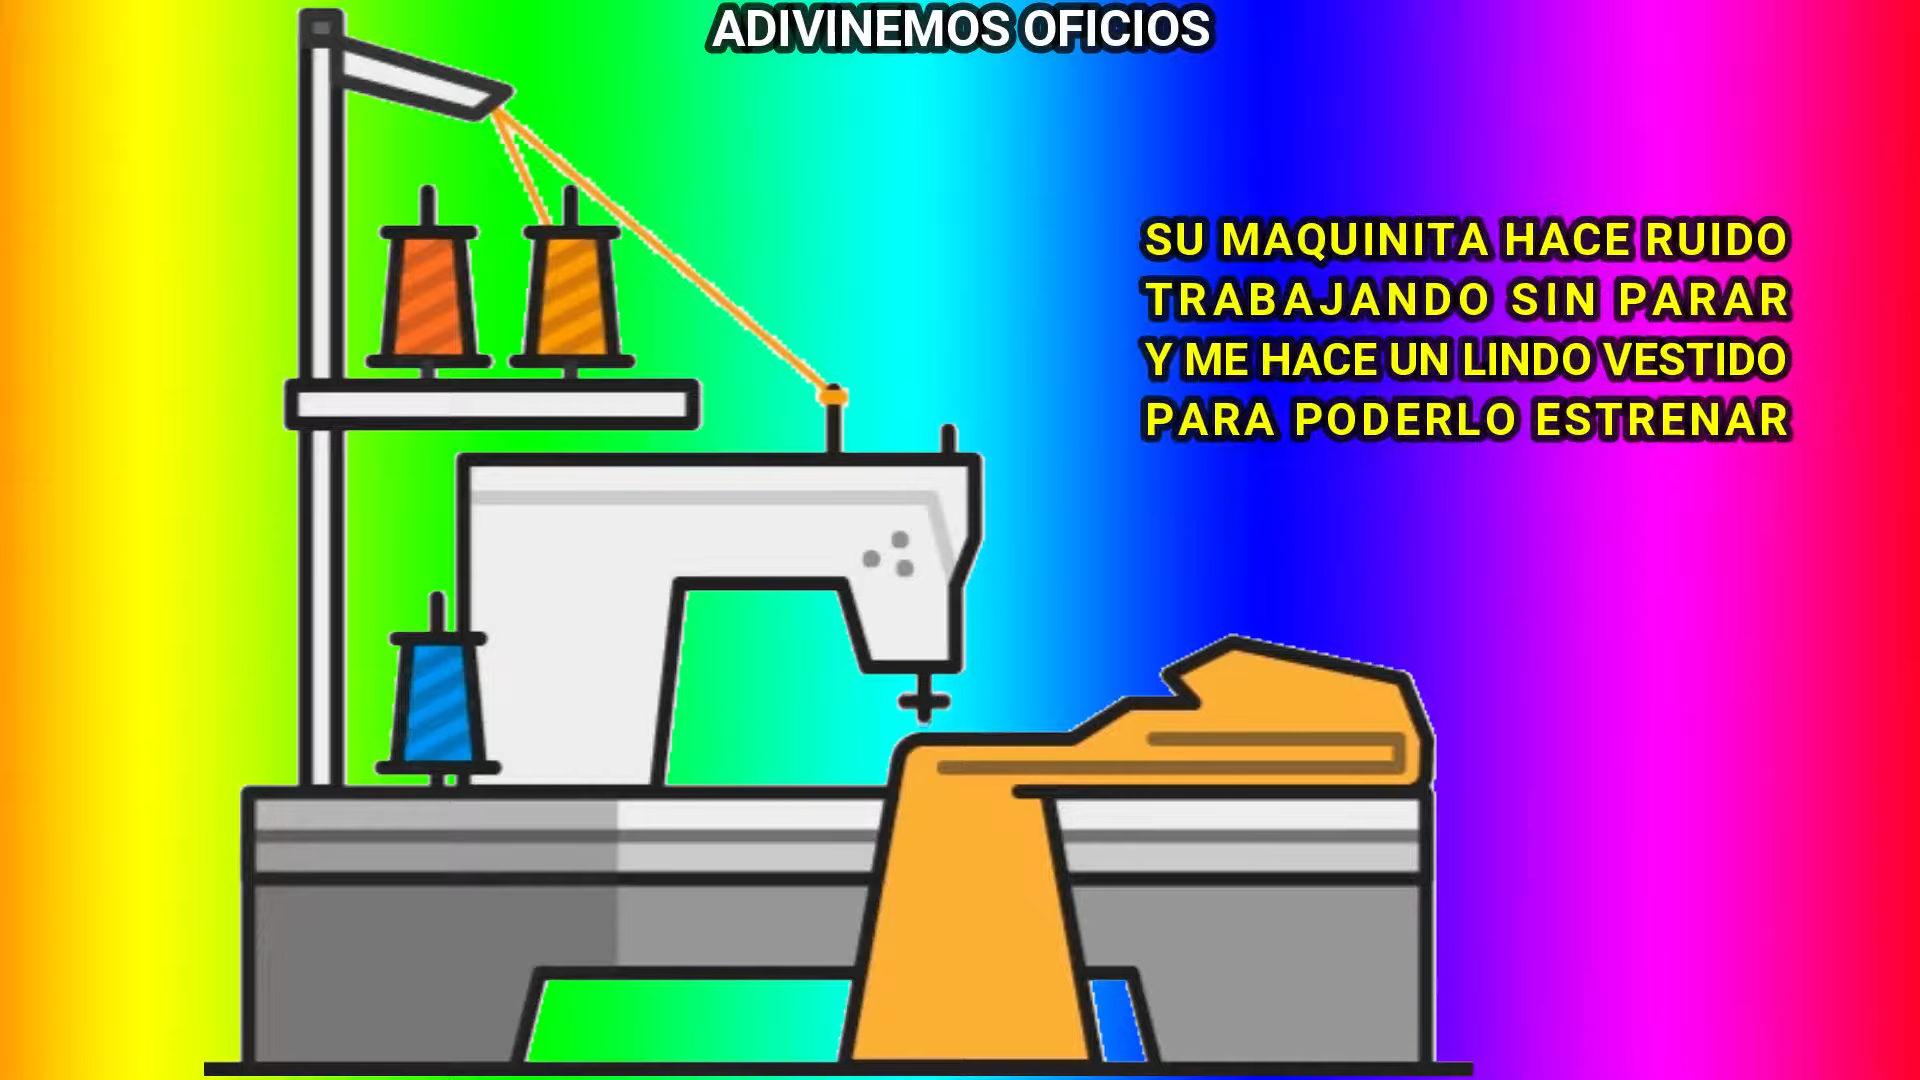 ADIVINEMOS OFICIOS
SU MAQUINITA HACE RUIDO
TRABAJANDO SIN PARAR
Y ME HACE UN LINDO VESTIDO
PARA PODERLO ESTRENAR